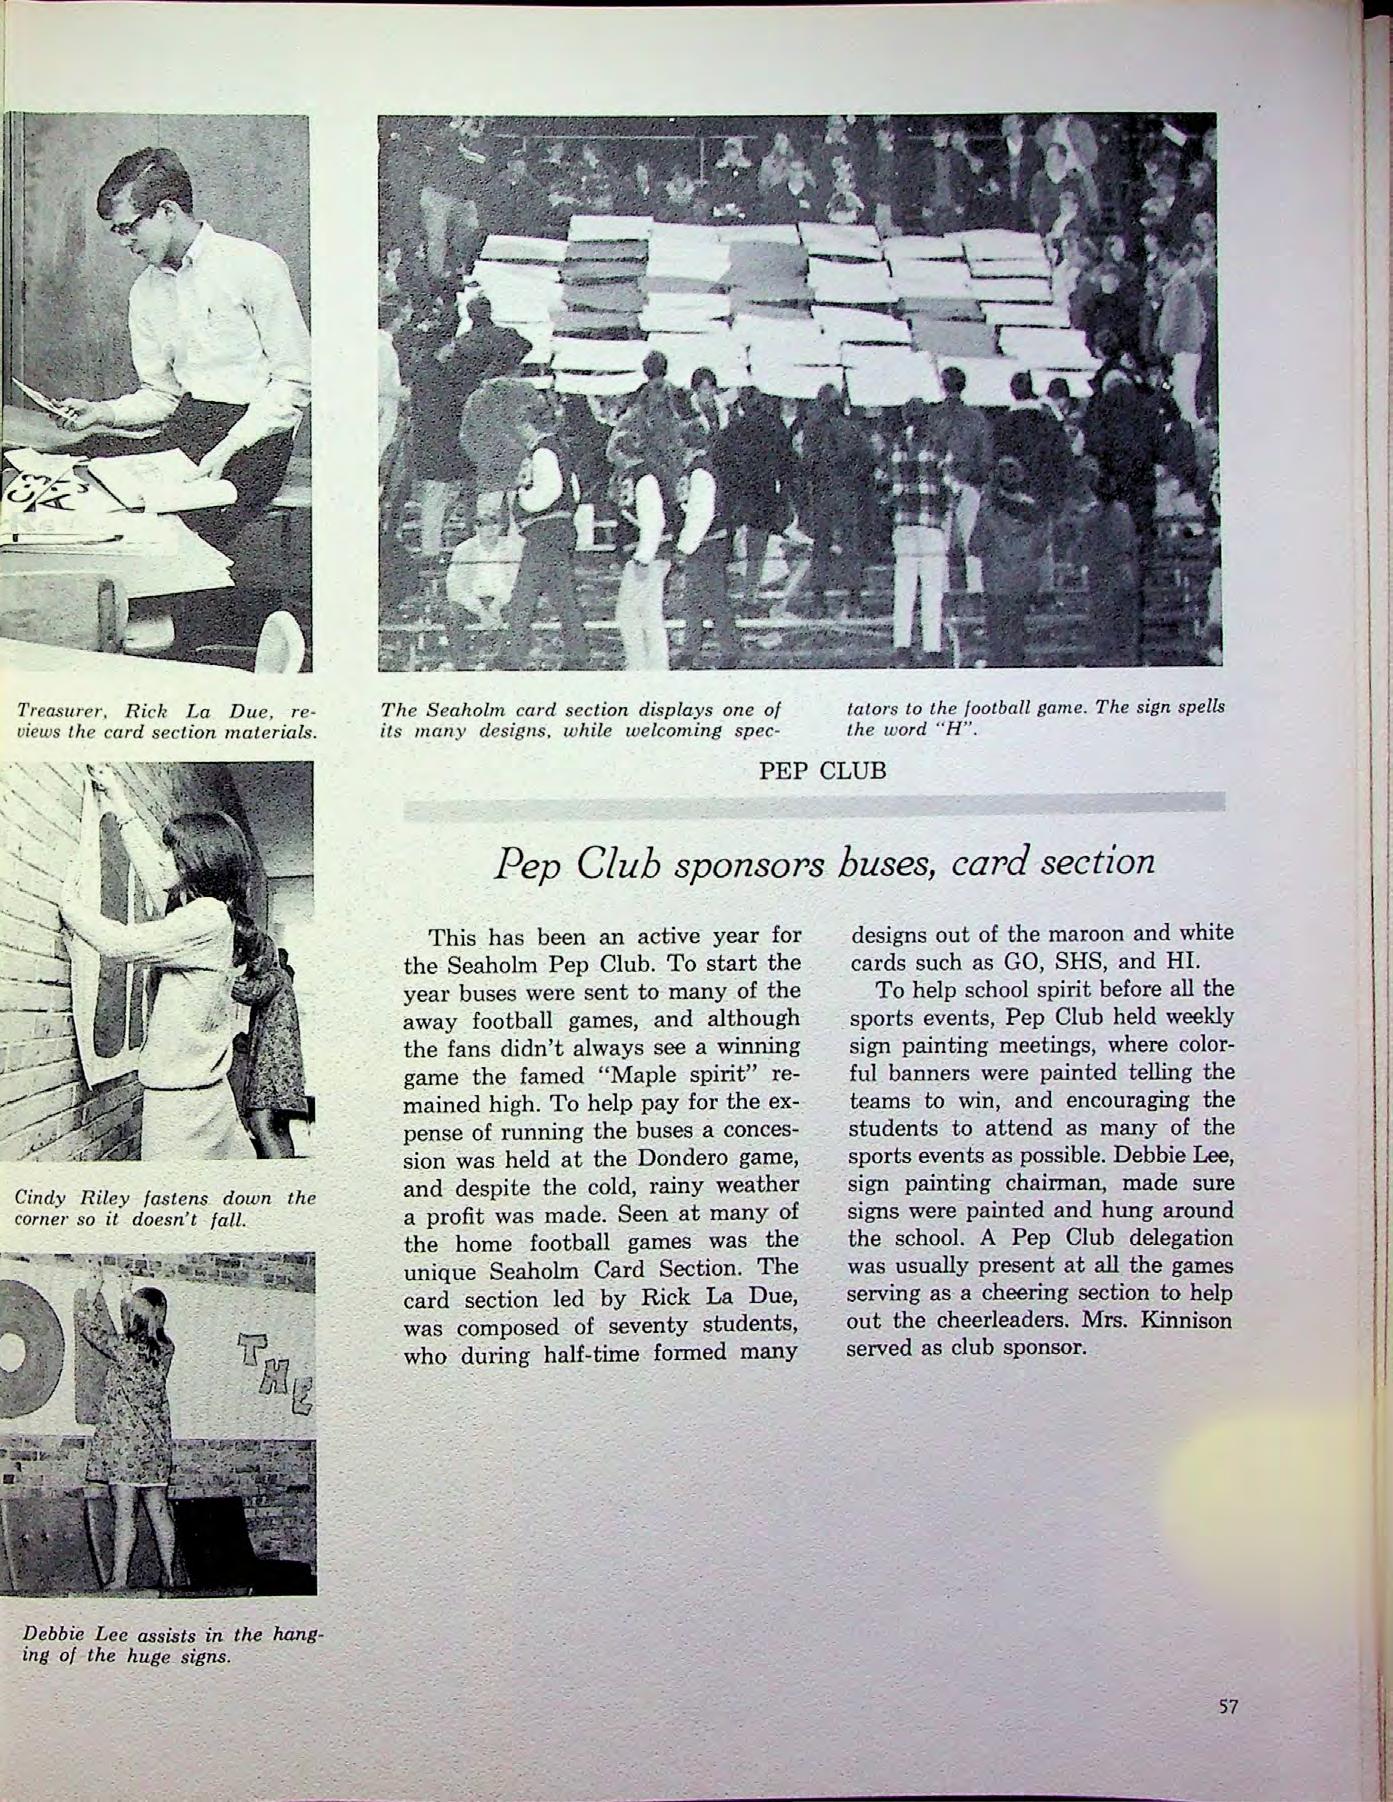 Treasurer, Rick La Due, re-
views the card section materials.
The Seaholm card section displays one of
its many designs, while welcoming spec-
tators to the football game. The sign spells
the word "H".
Cindy Riley fastens down the
corner so it doesn't fall.
THE
Debbie Lee assists in the hang-
ing of the huge signs.
PEP CLUB
Pep Club sponsors buses, card section
This has been an active year for
the Seaholm Pep Club. To start the
year buses were sent to many of the
away football games, and although
the fans didn't always see a winning
game the famed "Maple spirit" re-
mained high. To help pay for the ex-
pense of running the buses a conces-
sion was held at the Dondero game,
and despite the cold, rainy weather
a profit was made. Seen at many of
the home football games was the
unique Seaholm Card Section. The
card section led by Rick La Due,
was composed of seventy students,
who during half-time formed many
designs out of the maroon and white
cards such as GO, SHS, and HI.
To help school spirit before all the
sports events, Pep Club held weekly
sign painting meetings, where color-
ful banners were painted telling the
teams to win, and encouraging the
students to attend as many of the
sports events as possible. Debbie Lee,
sign painting chairman, made sure
signs were painted and hung around
the school. A Pep Club delegation
was usually present at all the games
serving as a cheering section to help
out the cheerleaders. Mrs. Kinnison
served as club sponsor.
57